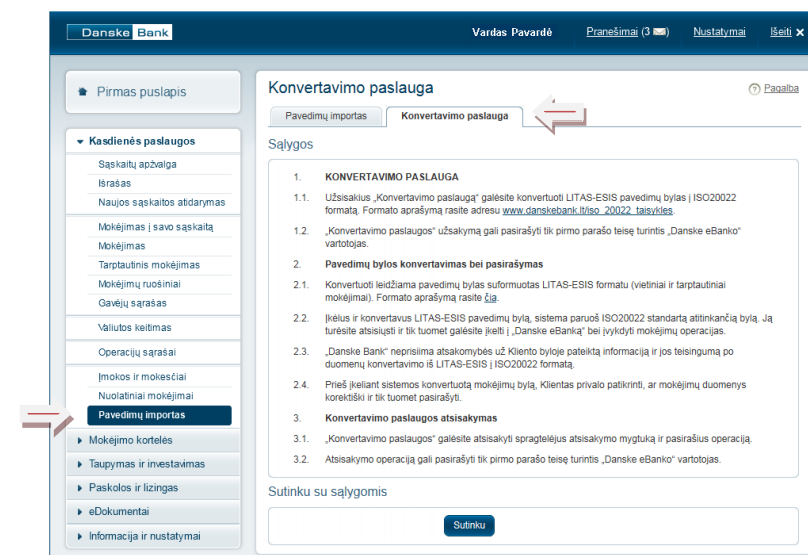 Danske Bank
Vardas Pavardė
Pranešimai (3 )
Nustatymai
Išeiti ×
Pirmas puslapis
Kasdienės paslaugos
Sąskaitų apžvalga
Išrašas
Naujos sąskaitos atidarymas
Mokėjimas į savo sąskaitą
Mokėjimas
Tarptautinis mokėjimas
Mokėjimų ruošiniai
Gavėjų sąrašas
Valiutos keitimas
Operacijų sąrašai
Įmokos ir mokesčiai
Nuolatiniai mokėjimai
Pavedimų importas
Mokėjimo kortelės
Taupymas ir investavimas
Paskolos ir lizingas
eDokumentai
Informacija ir nustatymai
Konvertavimo paslauga
Pagalba
Pavedimų importas
Konvertavimo paslauga
Sąlygos
1. KONVERTAVIMO PASLAUGA
1.1. Užsisakius „Konvertavimo paslaugą“ galėsite konvertuoti LITAS-ESIS pavedimų bylas į ISO20022
formatą. Formato aprašymą rasite adresu www.danskebank.lt/iso_20022_taisykles.
1.2. „Konvertavimo paslaugos“ užsakymą gali pasirašyti tik pirmo parašo teisę turintis „Danske eBanko“
vartotojas.
2. Pavedimų bylos konvertavimas bei pasirašymas
2.1. Konvertuoti leidžiama pavedimų bylas suformuotas LITAS-ESIS formatu (vietiniai ir tarptautiniai
mokėjimai). Formato aprašymą rasite čia.
2.2. Įkėlus ir konvertavus LITAS-ESIS pavedimų bylą, sistema paruoš ISO20022 standartą atitinkančią bylą. Ją
turėsite atsisiųsti ir tik tuomet galėsite įkelti į „Danske eBanką“ bei įvykdyti mokėjimų operacijas.
2.3. „Danske Bank“ neprisiima atsakomybės už Kliento byloje pateiktą informaciją ir jos teisingumą po
duomenų konvertavimo iš LITAS-ESIS į ISO20022 formatą.
2.4. Prieš įkeliant sistemos konvertuotą mokėjimų bylą, Klientas privalo patikrinti, ar mokėjimų duomenys
korektiški ir tik tuomet pasirašyti.
3. Konvertavimo paslaugos atsisakymas
3.1. „Konvertavimo paslaugos“ galėsite atsisakyti spragtelėjus atsisakymo mygtuką ir pasirašius operaciją.
3.2. Atsisakymo operaciją gali pasirašyti tik pirmo parašo teisę turintis „Danske eBanko“ vartotojas.
Sutinku su sąlygomis
Sutinku